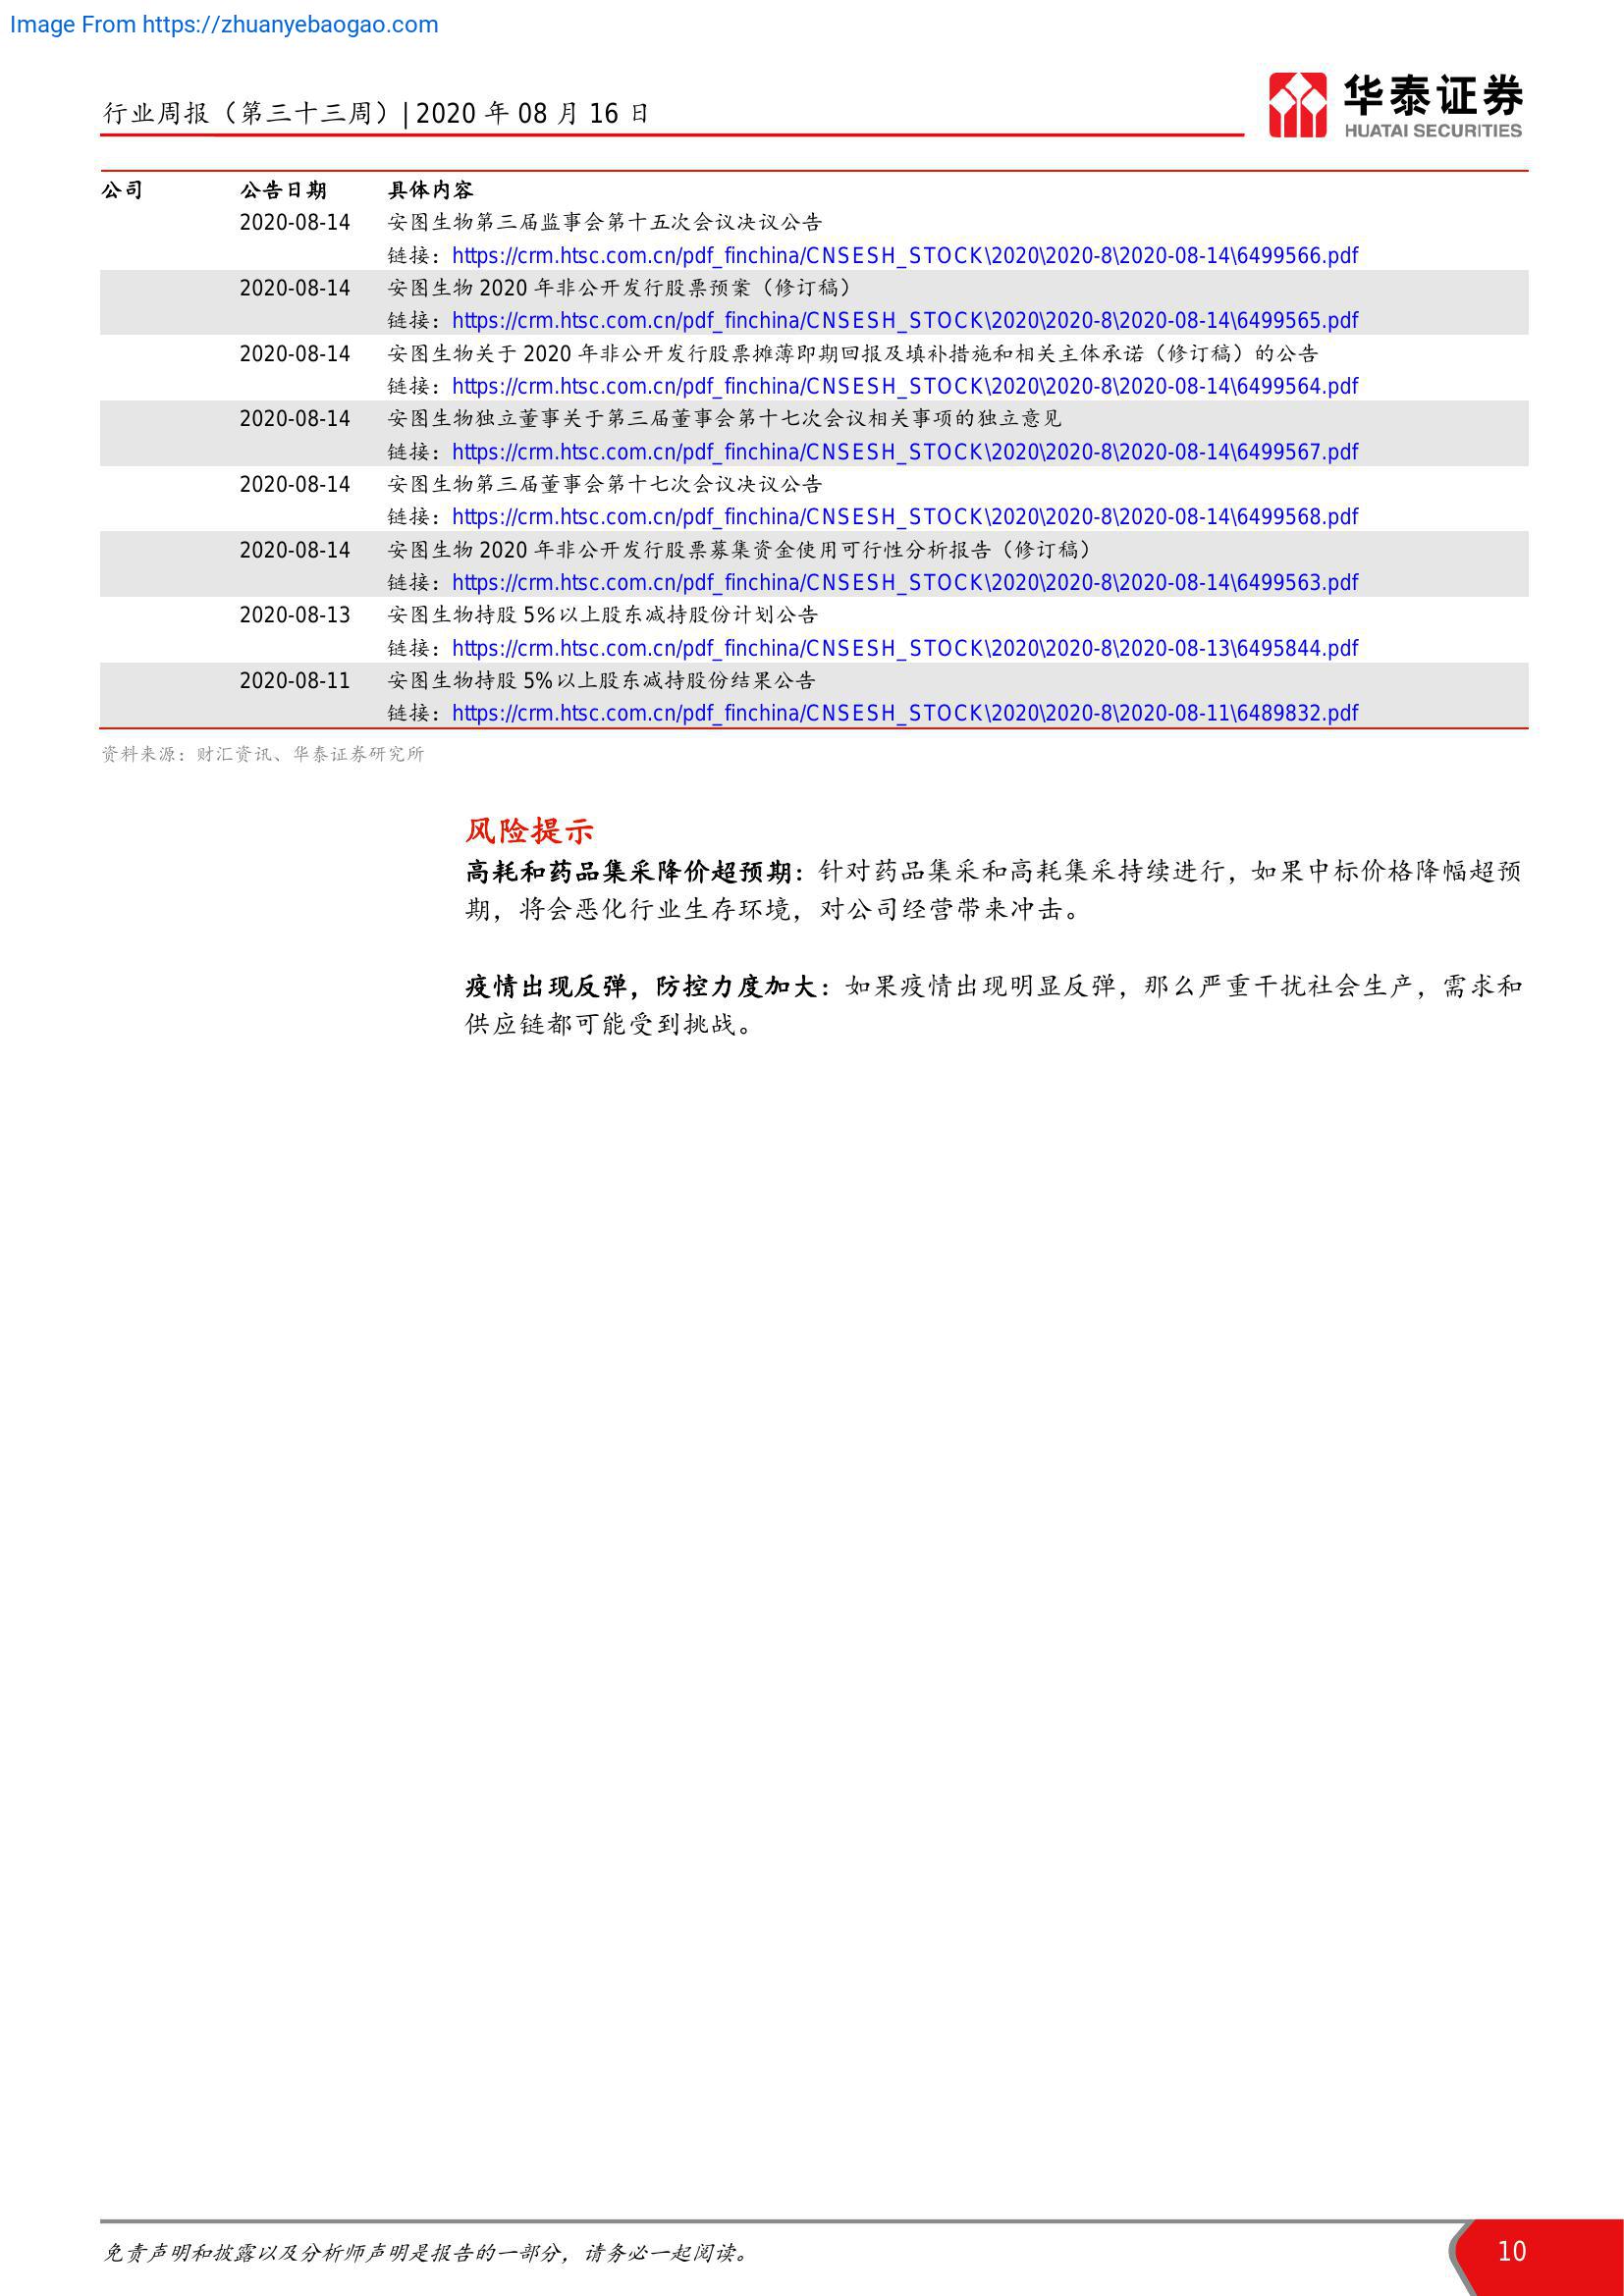 Image From https://zhuanyebaogao.com
行业周报（第三十三周）| 2020 年 08 月 16 日
华泰证券
HUATAI SECURITIES
公司 公告日期 具体内容
2020-08-14 安图生物第三届监事会第十五次会议决议公告
链接：https://crm.htsc.com.cn/pdf_finchina/CNSESH_STOCK\2020\2020-8\2020-08-14\6499566.pdf
2020-08-14 安图生物 2020 年非公开发行股票预案（修订稿）
链接：https://crm.htsc.com.cn/pdf_finchina/CNSESH_STOCK\2020\2020-8\2020-08-14\6499565.pdf
2020-08-14 安图生物关于 2020 年非公开发行股票摊薄即期回报及填补措施和相关主体承诺（修订稿）的公告
链接：https://crm.htsc.com.cn/pdf_finchina/CNSESH_STOCK\2020\2020-8\2020-08-14\6499564.pdf
2020-08-14 安图生物独立董事关于第三届董事会第十七次会议相关事项的独立意见
链接：https://crm.htsc.com.cn/pdf_finchina/CNSESH_STOCK\2020\2020-8\2020-08-14\6499567.pdf
2020-08-14 安图生物第三届董事会第十七次会议决议公告
链接：https://crm.htsc.com.cn/pdf_finchina/CNSESH_STOCK\2020\2020-8\2020-08-14\6499568.pdf
2020-08-14 安图生物 2020 年非公开发行股票募集资金使用可行性分析报告（修订稿）
链接：https://crm.htsc.com.cn/pdf_finchina/CNSESH_STOCK\2020\2020-8\2020-08-14\6499563.pdf
2020-08-13 安图生物持股 5%以上股东减持股份计划公告
链接：https://crm.htsc.com.cn/pdf_finchina/CNSESH_STOCK\2020\2020-8\2020-08-13\6495844.pdf
2020-08-11 安图生物持股 5%以上股东减持股份结果公告
链接：https://crm.htsc.com.cn/pdf_finchina/CNSESH_STOCK\2020\2020-8\2020-08-11\6489832.pdf
资料来源：财汇资讯、华泰证券研究所
风险提示
高耗和药品集采降价超预期：针对药品集采和高耗集采持续进行，如果中标价格降幅超预
期，将会恶化行业生存环境，对公司经营带来冲击。
疫情出现反弹，防控力度加大：如果疫情出现明显反弹，那么严重干扰社会生产，需求和
供应链都可能受到挑战。
免责声明和披露以及分析师声明是报告的一部分，请务必一起阅读。
10